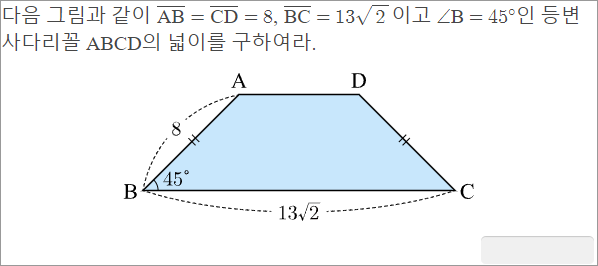 다음 그림과 같이 AB = CD = 8, BC = 13√2 이고 ∠B = 45°인 등변
사다리꼴 ABCD의 넓이를 구하여라.
A D
8
45°
B C
13√2